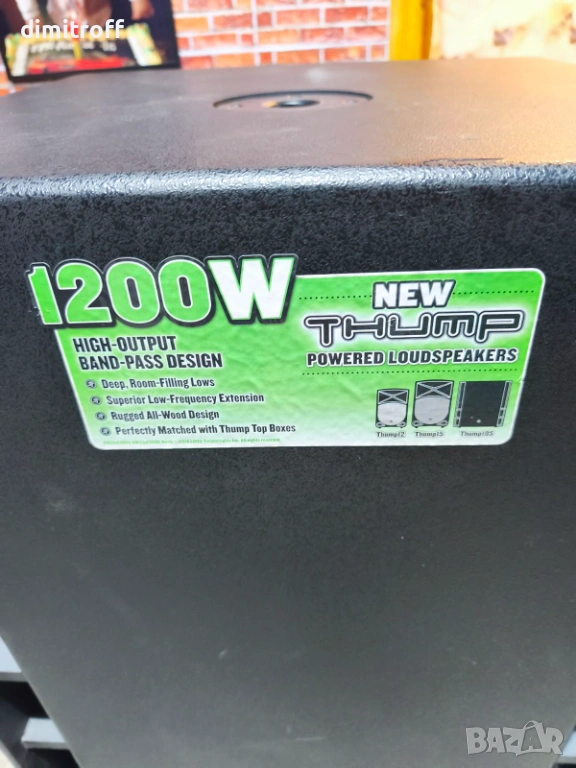 dimitroff
1200W
HIGH-OUTPUT
BAND-PASS DESIGN
Deep, Room-Filling Lows
Superior Low-Frequency Extension
Rugged All-Wood Design
Perfectly Matched with Thump Top Boxes
NEW
THUMP
POWERED LOUDSPEAKERS
Thump12 Thump15 Thump18S
BAZAR